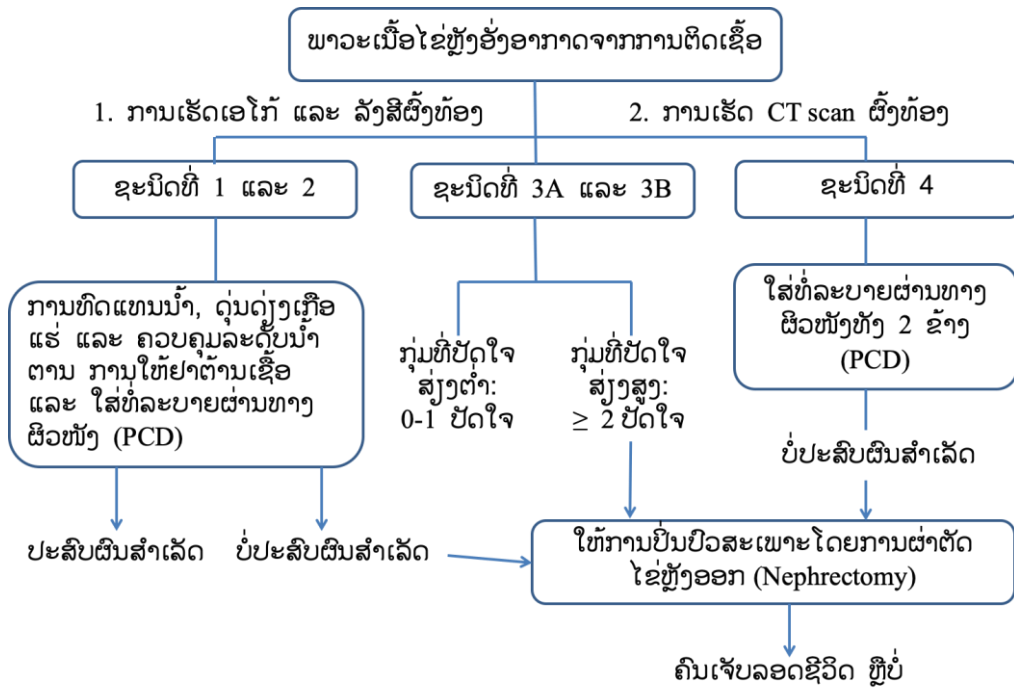 ພາວະເນື້ອໄຂ່ຫຼັງອັ່ງອາກາດຈາກການຕິດເຊຶ້ອ
1. ການເຮັດເອໂກ້ ແລະ ລັງສີຜົ້ງທ້ອງ
2. ການເຮັດ CT scan ຜົ້ງທ້ອງ
ຊະນິດທີ່ 1 ແລະ 2
ຊະນິດທີ່ 3A ແລະ 3B
ຊະນິດທີ່ 4
ການທົດແທນນ້ຳ, ດຸ່ນດ່ຽງເກືອ
ແຮ່ ແລະ ຄວບຄຸມລະດັບນ້ຳ
ຕານ ການໃຫ້ຢາຕ້ານເຊື້ອ
ແລະ ໃສ່ທໍ່ລະບາຍຜ່ານທາງ
ຜິວໜັງ (PCD)
ກຸ່ມທີ່ປັດໃຈ
ສ່ຽງຕ່ຳ:
0-1 ປັດໃຈ
ກຸ່ມທີ່ປັດໃຈ
ສ່ຽງສູງ:
≥ 2 ປັດໃຈ
ໃສ່ທໍ່ລະບາຍຜ່ານທາງ
ຜິວໜັງທັງ 2 ຂ້າງ
(PCD)
ບໍ່ປະສົບຜົນສຳເລັດ
ປະສົບຜົນສຳເລັດ
ບໍ່ປະສົບຜົນສຳເລັດ
ໃຫ້ການປິ່ນປົວສະເພາະໂດຍການຜ່າຕັດ
ໄຂ່ຫຼັງອອກ (Nephrectomy)
ຄົນເຈັບລອດຊີວິດ ຫຼືບໍ່